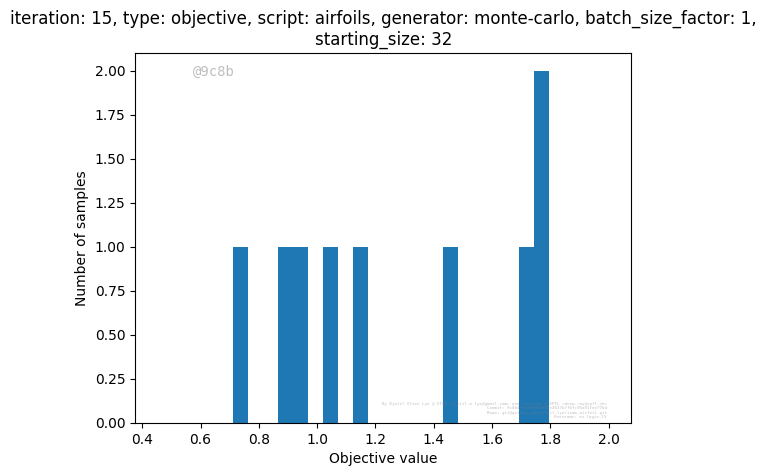 iteration: 15, type: objective, script: airfoils, generator: monte-carlo, batch_size_factor: 1,
starting_size: 32
@9c8b
2.00
1.75
1.50
1.25
1.00
0.75
0.50
0.25
0.00
Number of samples
0.4 0.6 0.8 1.0 1.2 1.4 1.6 1.8 2.0
Objective value